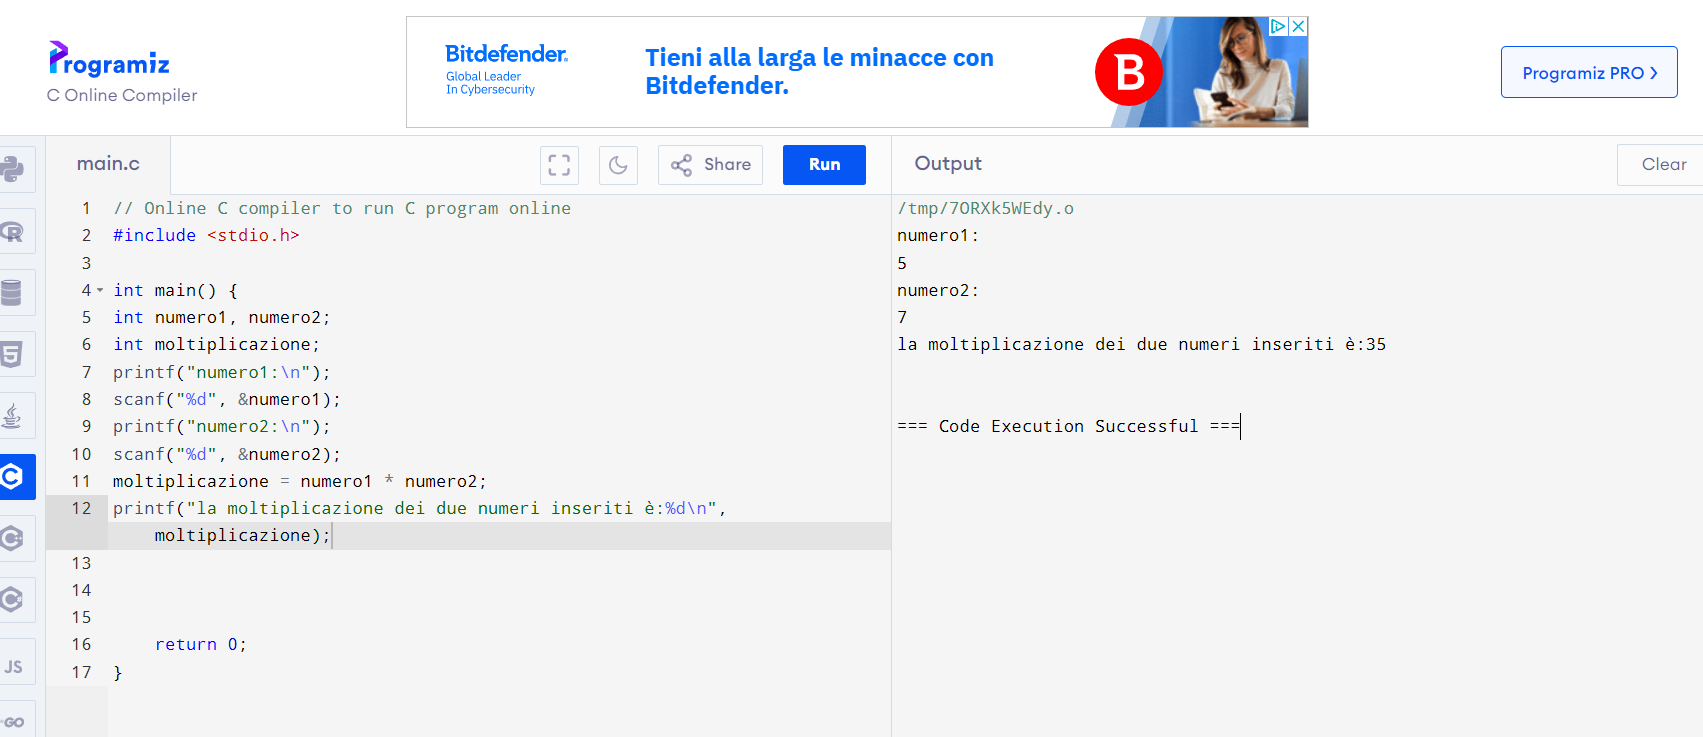 Programiz
C Online Compiler
Bitdefender
Global Leader
In Cybersecurity
Tieni alla larga le minacce con
Bitdefender.
B
Programiz PRO
main.c
Share
Run
Output
Clear
1 // Online C compiler to run C program online
2 #include <stdio.h>
3
4 int main() {
5 int numero1, numero2;
6 int moltiplicazione;
7 printf("numero1:\n");
8 scanf("%d", &numero1);
9 printf("numero2:\n");
10 scanf("%d", &numero2);
11 moltiplicazione = numero1 * numero2;
12 printf("la moltiplicazione dei due numeri inseriti è:%d\n",
moltiplicazione);
13
14
15
16 return 0;
17 }
/tmp/7ORXk5WEdy.o
numero1:
5
numero2:
7
la moltiplicazione dei due numeri inseriti è:35
=== Code Execution Successful ===
R
5
C
C
C
JS
GO